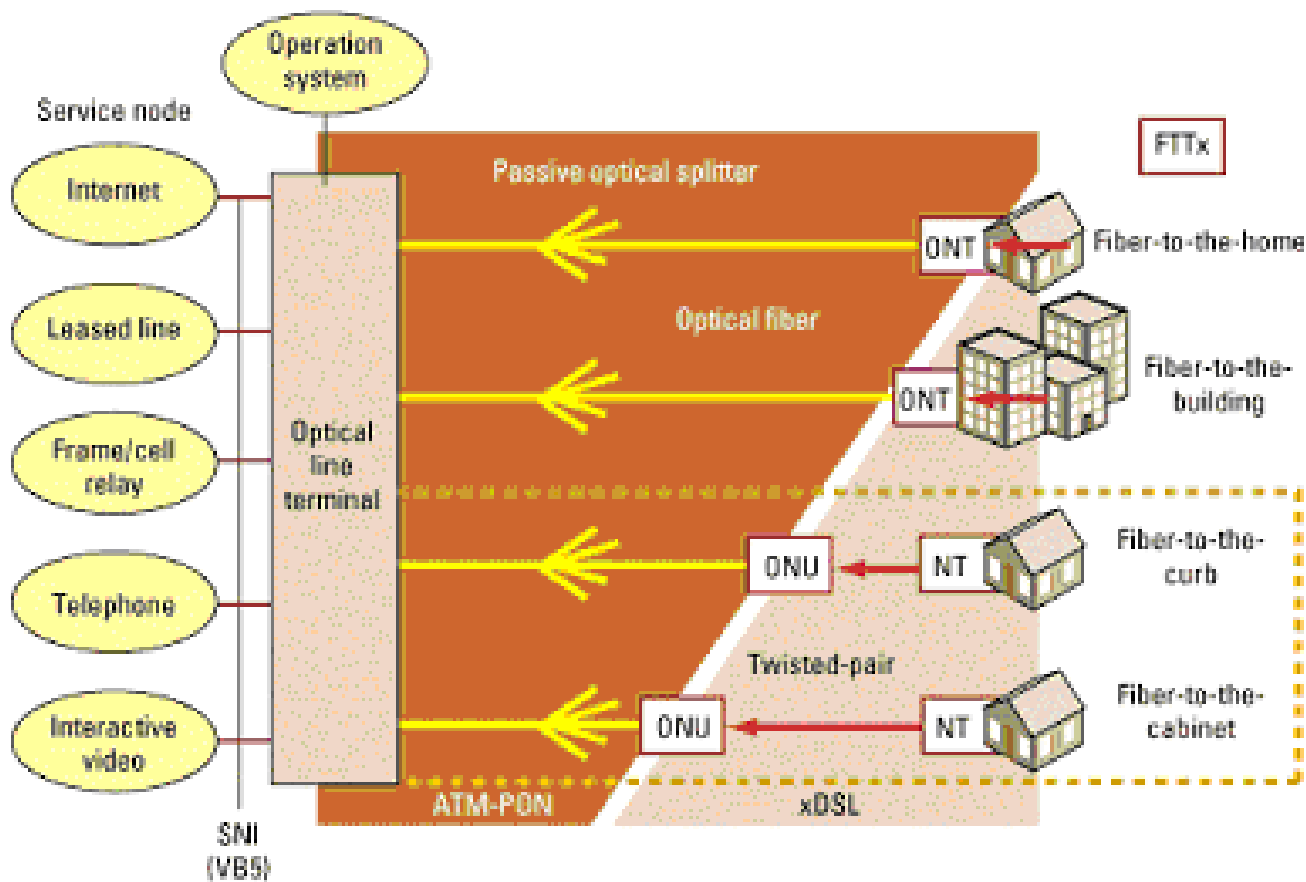 Operation
system
Service node
Internet
Leased line
Frame/cell
relay
Telephone
Interactive
video
SNI
(VB5)
Optical
line
terminal
Passive optical splitter
Optical fiber
ATM-PON
Twisted-pair
xDSL
FTTx
ONT
Fiber-to-the-home
ONT
Fiber-to-the-
building
ONU
NT
Fiber-to-the-
curb
ONU
NT
Fiber-to-the-
cabinet